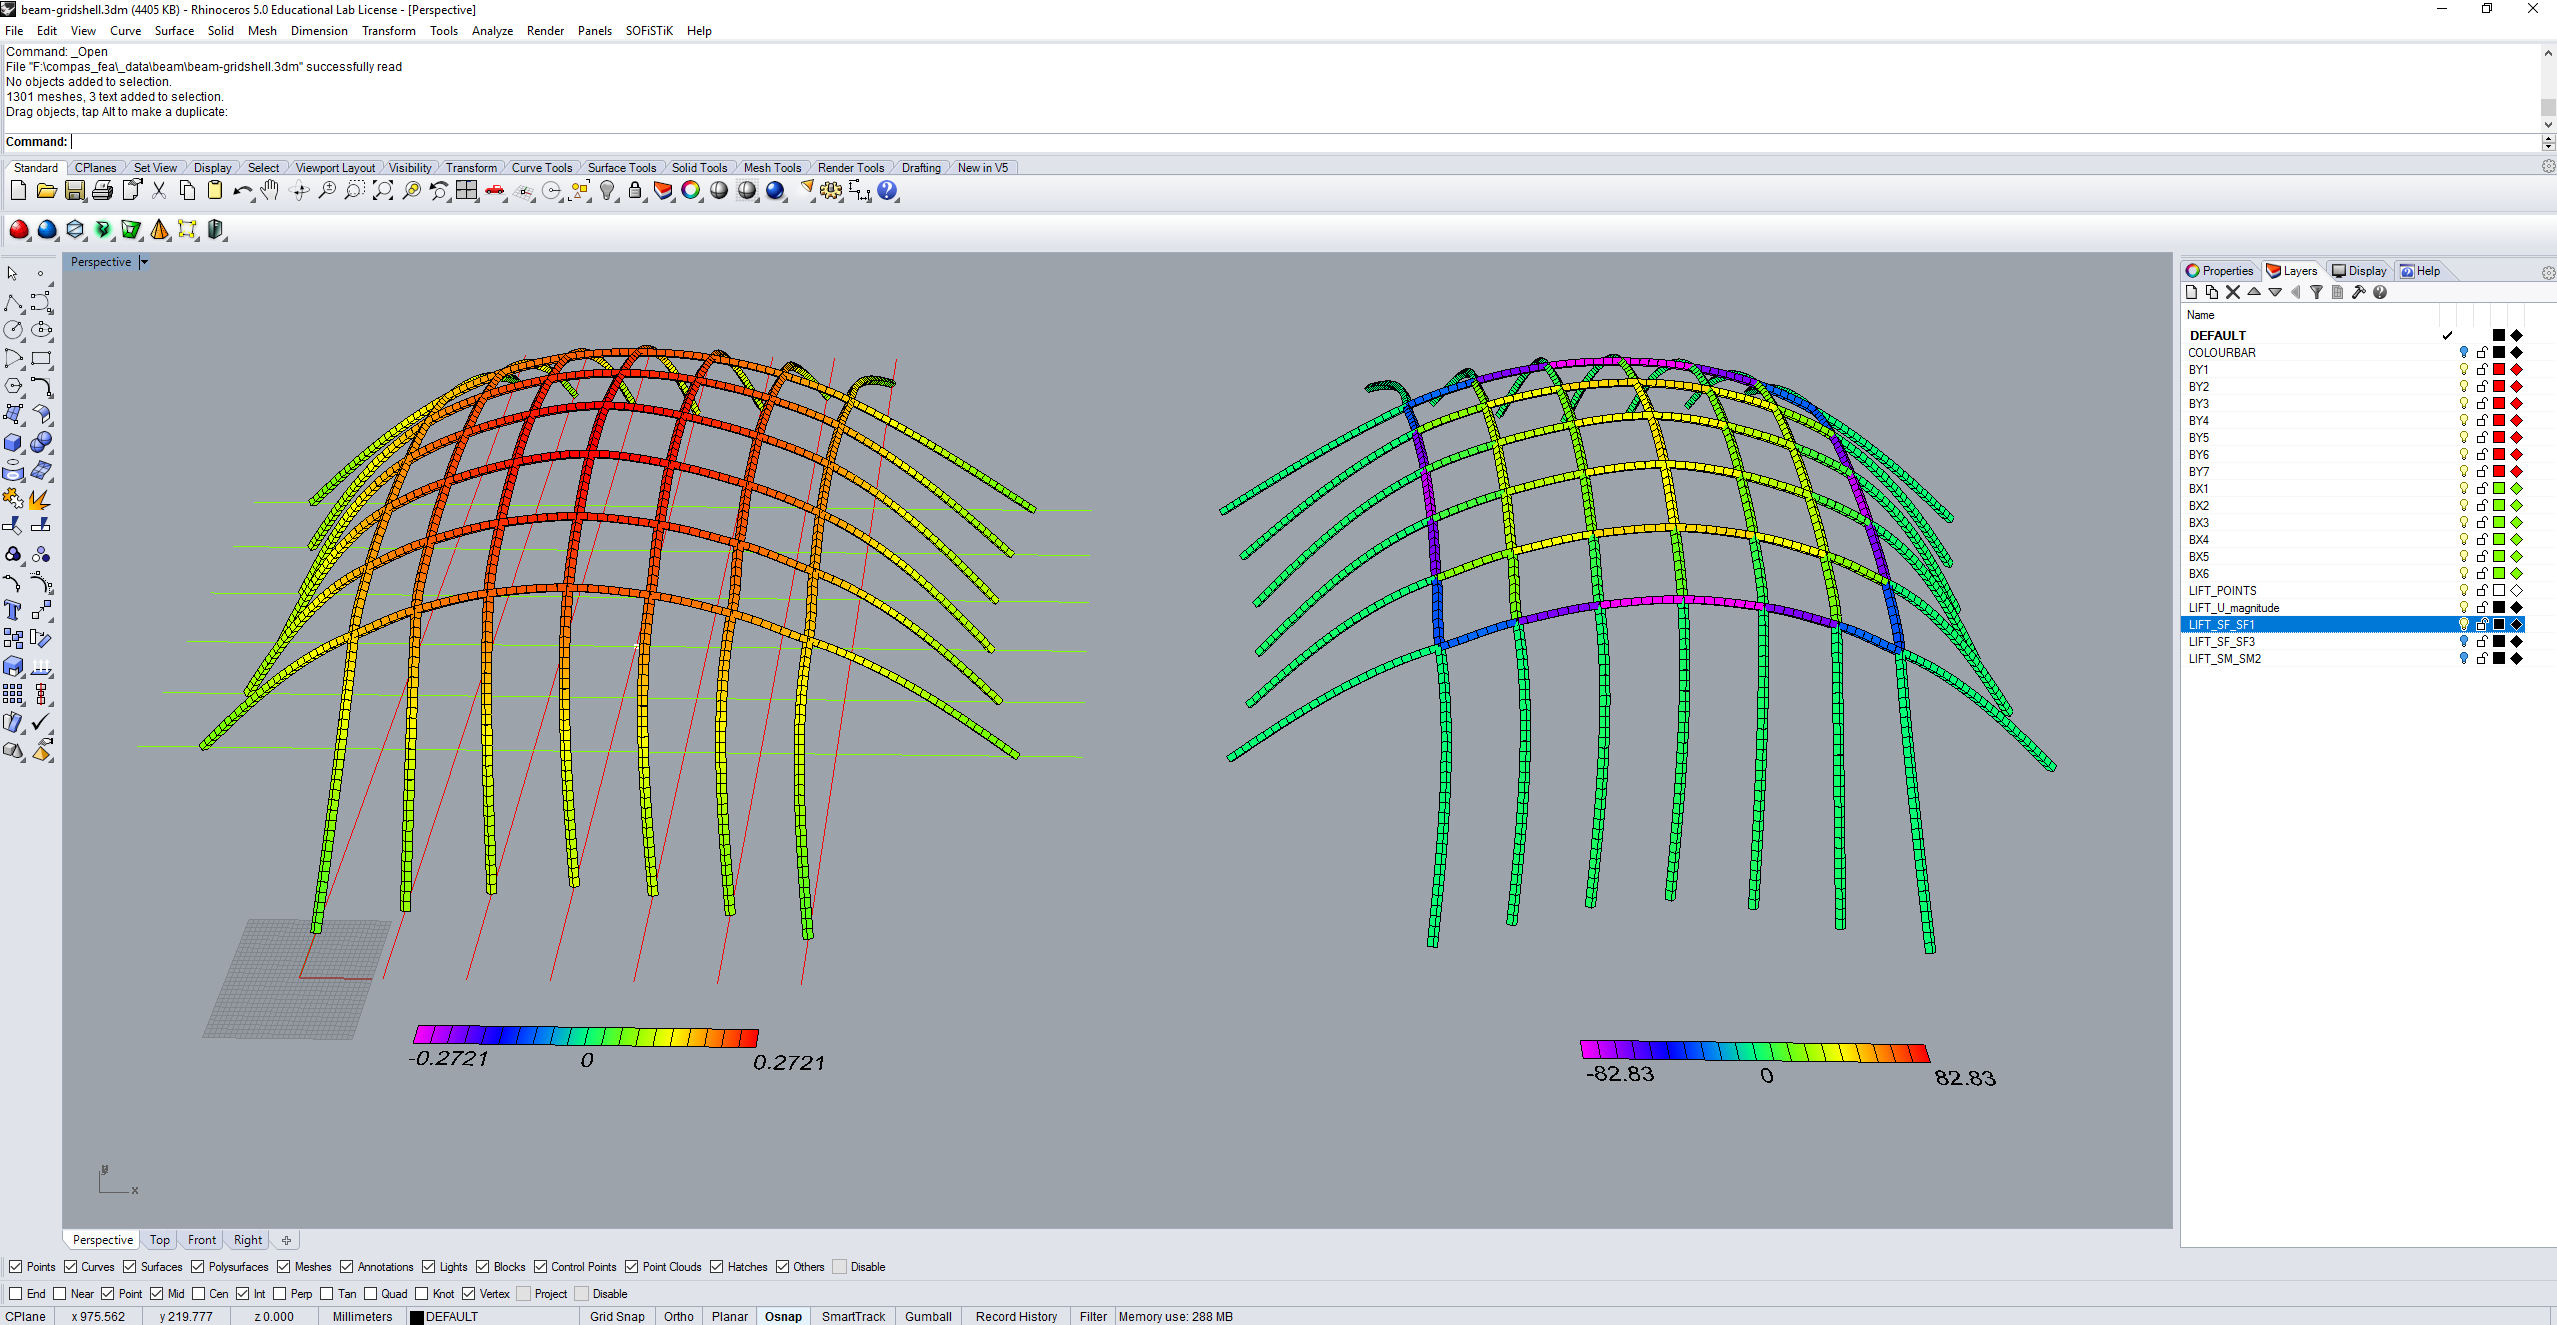 beam-gridshell.3dm (4405 KB) - Rhinoceros 5.0 Educational Lab License - [Perspective]
File Edit View Curve Surface Solid Mesh Dimension Transform Tools Analyze Render Panels SOFiSTiK Help
Command: _Open
File "F:\compas_fea\_data\beam\beam-gridshell.3dm" successfully read
No objects added to selection.
1301 meshes, 3 text added to selection.
Drag objects, tap Alt to make a duplicate:
Command:
Standard CPlanes Set View Display Select Viewport Layout Visibility Transform Curve Tools Surface Tools Solid Tools Mesh Tools Render Tools Drafting New in V5
Perspective
-0.2721 0 0.2721
-82.83 0 82.83
y
x
Properties Layers Display Help
Name
DEFAULT
COLOURBAR
BY1
BY2
BY3
BY4
BY5
BY6
BY7
BX1
BX2
BX3
BX4
BX5
BX6
LIFT_POINTS
LIFT_U_magnitude
LIFT_SF_SF1
LIFT_SF_SF3
LIFT_SM_SM2
Perspective Top Front Right
Points Curves Surfaces Polysurfaces Meshes Annotations Lights Blocks Control Points Point Clouds Hatches Others Disable
End Near Point Mid Cen Int Perp Tan Quad Knot Vertex Project Disable
CPlane x 975.562 y 219.777 z 0.000 Millimeters DEFAULT Grid Snap Ortho Planar Osnap SmartTrack Gumball Record History Filter Memory use: 288 MB